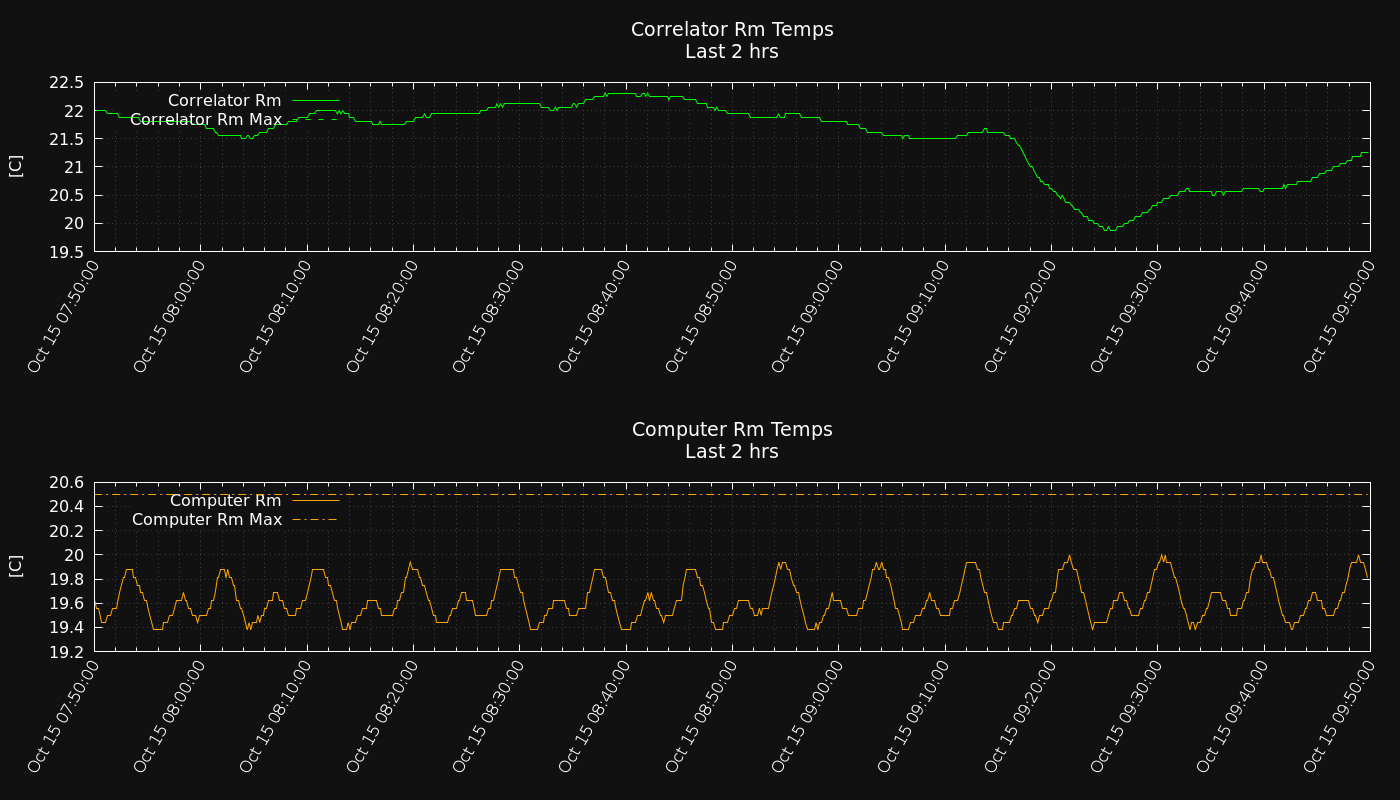 Correlator Rm Temps
Last 2 hrs
22.5
22
21.5
21
20.5
20
19.5
[C]
Correlator Rm
Correlator Rm Max
Oct 15 07:50:00
Oct 15 08:00:00
Oct 15 08:10:00
Oct 15 08:20:00
Oct 15 08:30:00
Oct 15 08:40:00
Oct 15 08:50:00
Oct 15 09:00:00
Oct 15 09:10:00
Oct 15 09:20:00
Oct 15 09:30:00
Oct 15 09:40:00
Oct 15 09:50:00
Computer Rm Temps
Last 2 hrs
20.6
20.4
20.2
20
19.8
19.6
19.4
19.2
[C]
Computer Rm
Computer Rm Max
Oct 15 07:50:00
Oct 15 08:00:00
Oct 15 08:10:00
Oct 15 08:20:00
Oct 15 08:30:00
Oct 15 08:40:00
Oct 15 08:50:00
Oct 15 09:00:00
Oct 15 09:10:00
Oct 15 09:20:00
Oct 15 09:30:00
Oct 15 09:40:00
Oct 15 09:50:00